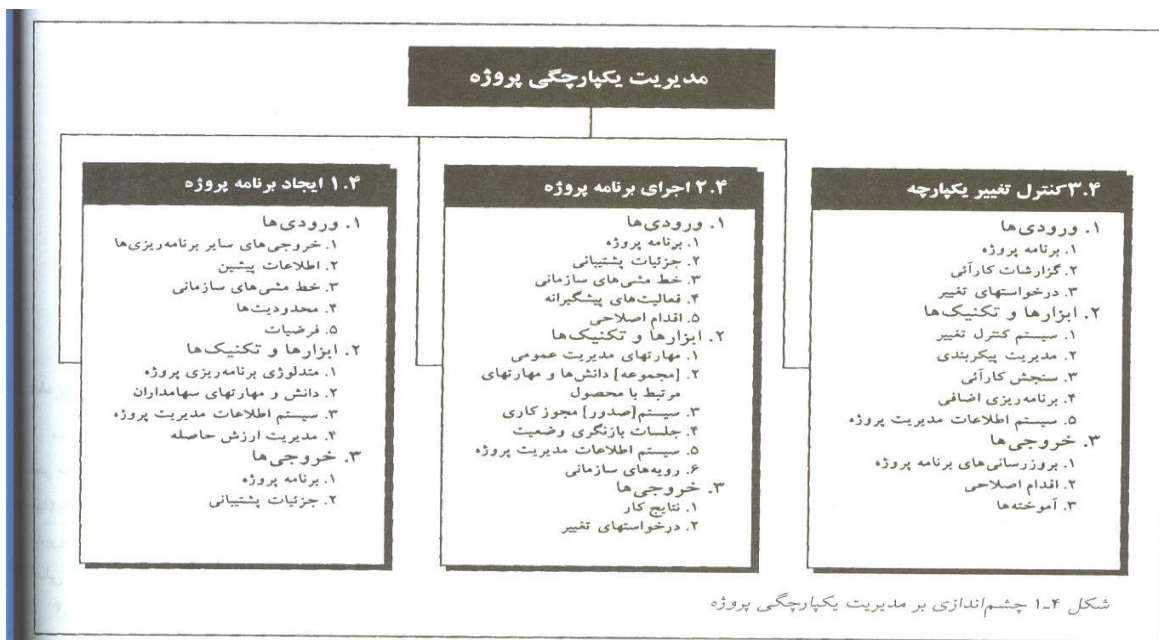 مدیریت یکپارچگی پروژه
۱.۴ ایجاد برنامه پروژه
۱. ورودی‌ها
۱. خروجی‌های سایر برنامه‌ریزی‌ها
۲. اطلاعات پیشین
۳. خط مشی‌های سازمانی
۴. محدودیت‌ها
۵. فرضیات
۲. ابزارها و تکنیک‌ها
۱. متدلوژی برنامه‌ریزی پروژه
۲. دانش و مهارتهای سهامداران
۳. سیستم اطلاعات مدیریت پروژه
۴. مدیریت ارزش حاصله
۳. خروجی‌ها
۱. برنامه پروژه
۲. جزئیات پشتیبانی
۲.۴ اجرای برنامه پروژه
۱. ورودی‌ها
۱. برنامه پروژه
۲. جزئیات پشتیبانی
۳. خط مشی‌های سازمانی
۴. فعالیت‌های پیشگیرانه
۵. اقدام اصلاحی
۲. ابزارها و تکنیک‌ها
۱. مهارتهای مدیریت عمومی
۲. [مجموعه] دانش‌ها و مهارتهای
مرتبط با محصول
۳. سیستم[صدور] مجوز کاری
۴. جلسات بازنگری وضعیت
۵. سیستم اطلاعات مدیریت پروژه
۶. رویه‌های سازمانی
۳. خروجی‌ها
۱. نتایج کار
۲. درخواستهای تغییر
۳.۴ کنترل تغییر یکپارچه
۱. ورودی‌ها
۱. برنامه پروژه
۲. گزارشات کارآئی
۳. درخواستهای تغییر
۲. ابزارها و تکنیک‌ها
۱. سیستم کنترل تغییر
۲. مدیریت پیکربندی
۳. سنجش کارآئی
۴. برنامه‌ریزی اضافی
۵. سیستم اطلاعات مدیریت پروژه
۳. خروجی‌ها
۱. بروزرسانی‌های برنامه پروژه
۲. اقدام اصلاحی
۳. آموخته‌ها
شکل ۴-۱ چشم‌اندازی بر مدیریت یکپارچگی پروژه